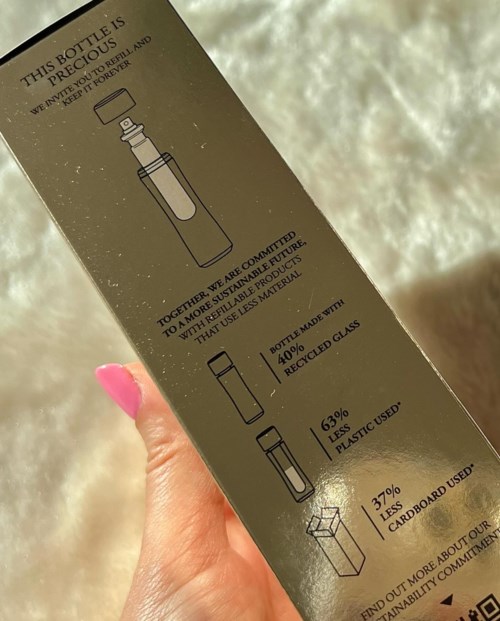 THIS BOTTLE IS
PRECIOUS
WE INVITE YOU TO REFILL AND
KEEP IT FOREVER
TOGETHER, WE ARE COMMITTED
TO A MORE SUSTAINABLE FUTURE,
WITH REFILLABLE PRODUCTS
THAT USE LESS MATERIAL
BOTTLE MADE WITH
40%
RECYCLED GLASS
63%
LESS
PLASTIC USED*
37%
LESS
CARDBOARD USED*
FIND OUT MORE ABOUT OUR